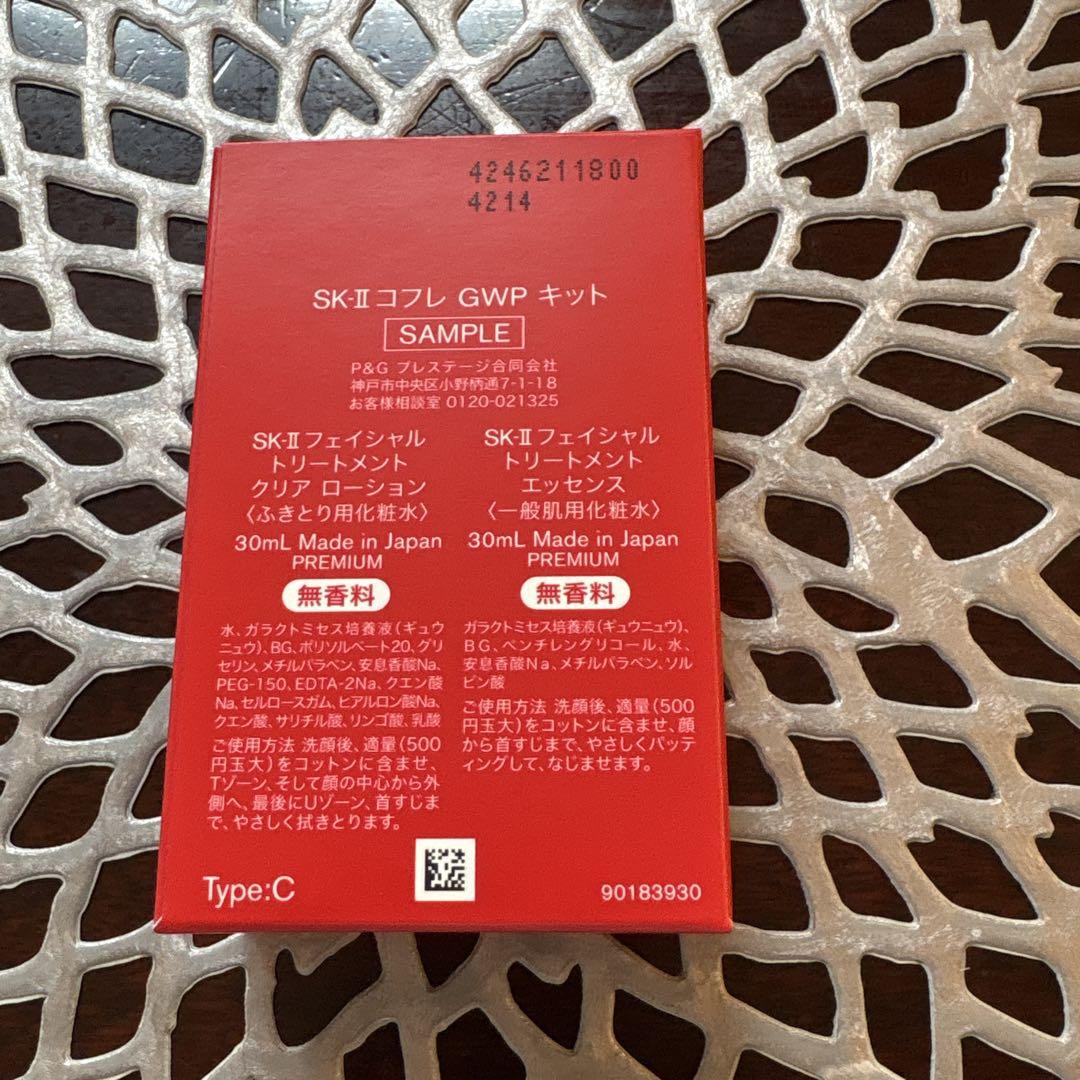 4246211800
4214
SK-II コフレ GWP キット
SAMPLE
P&G プレステージ合同会社
神戸市中央区小野柄通7-1-18
お客様相談室 0120-021325
SK-II フェイシャル
トリートメント
クリア ローション
〈ふきとり用化粧水〉
30mL Made in Japan
PREMIUM
無香料
水、ガラクトミセス培養液(ギュウ
ニュウ)、BG、ポリソルベート20、グリ
セリン、メチルパラベン、安息香酸Na、
PEG-150、EDTA-2Na、クエン酸
Na、セルロースガム、ヒアルロン酸Na、
クエン酸、サリチル酸、リンゴ酸、乳酸
ご使用方法 洗顔後、適量(500
円玉大)をコットンに含ませ、
Tゾーン、そして顔の中心から外
側へ、最後にUゾーン、首すじま
で、やさしく拭きとります。
SK-II フェイシャル
トリートメント
エッセンス
〈一般肌用化粧水〉
30mL Made in Japan
PREMIUM
無香料
ガラクトミセス培養液(ギュウニュウ)、
BG、ペンチレングリコール、水、
安息香酸Na、メチルパラベン、ソル
ビン酸
ご使用方法 洗顔後、適量(500
円玉大)をコットンに含ませ、顔
から首すじまで、やさしくパッテ
ィングして、なじませます。
Type:C
90183930